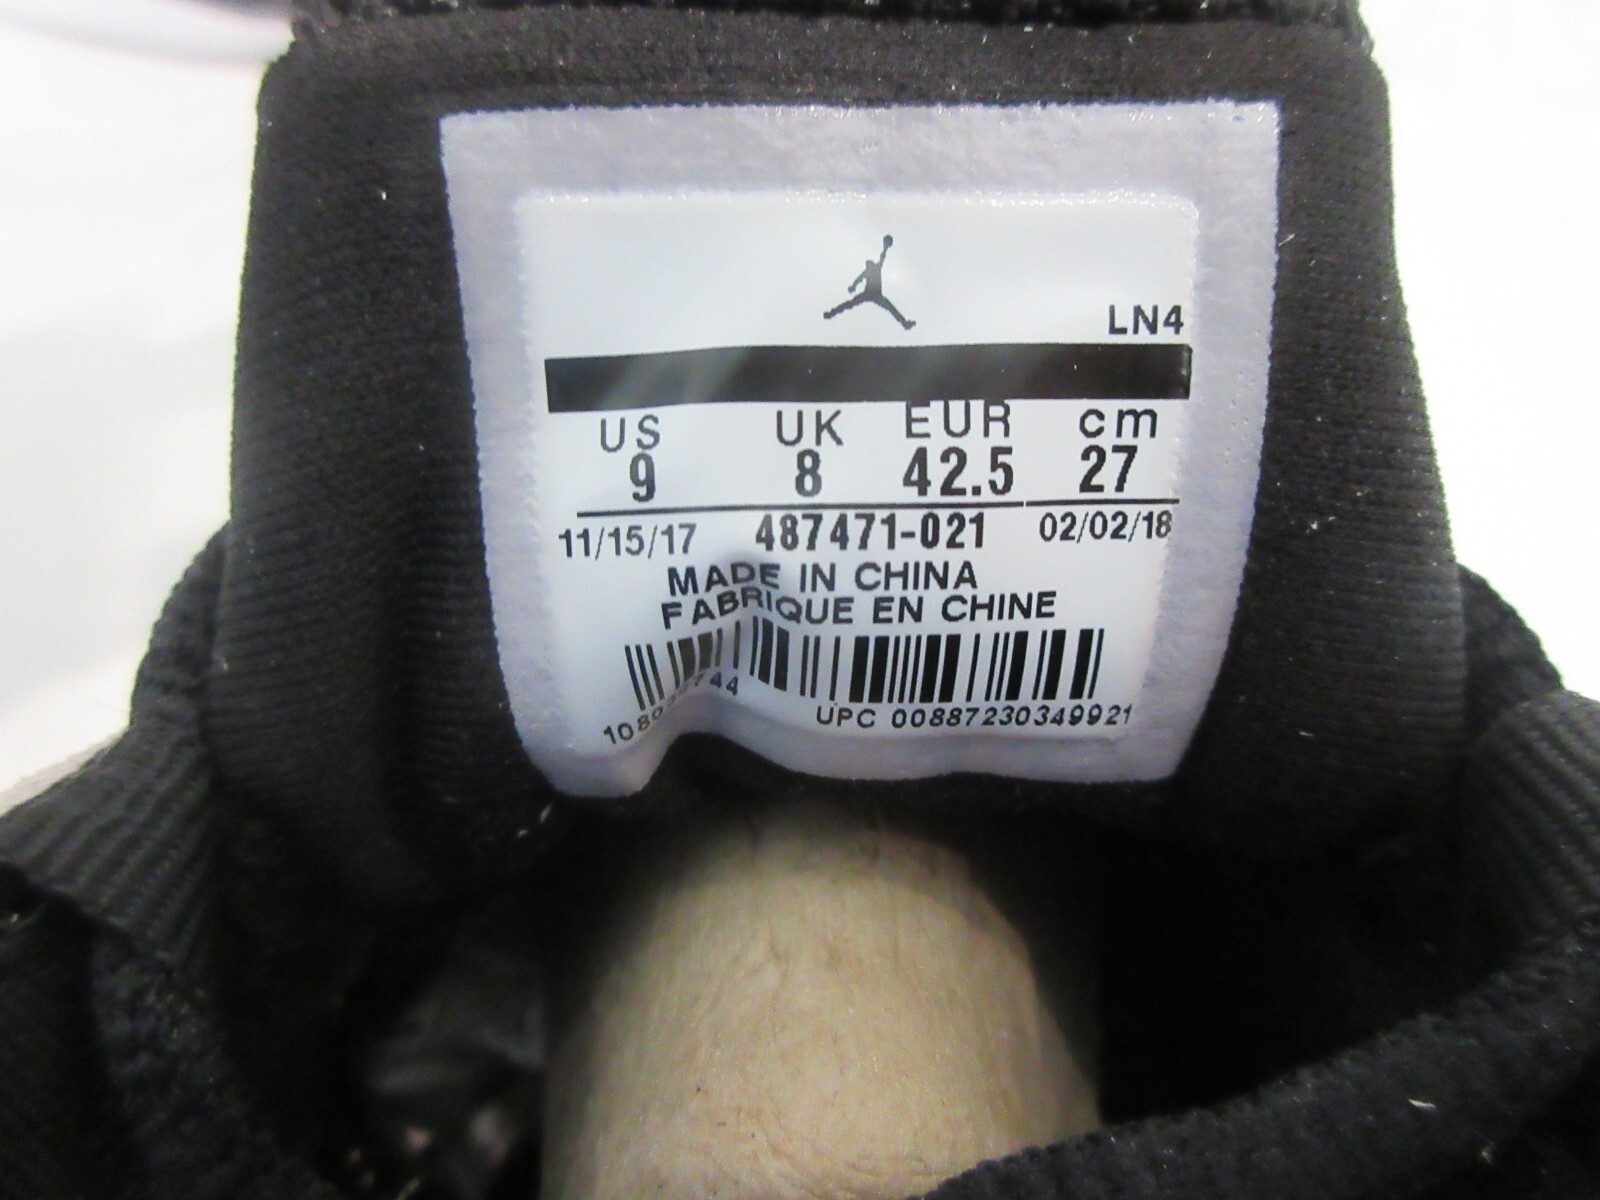 LN4
US UK EUR cm
9 8 42.5 27
11/15/17 487471-021 02/02/18
MADE IN CHINA
FABRIQUE EN CHINE
UPC 00887230349921